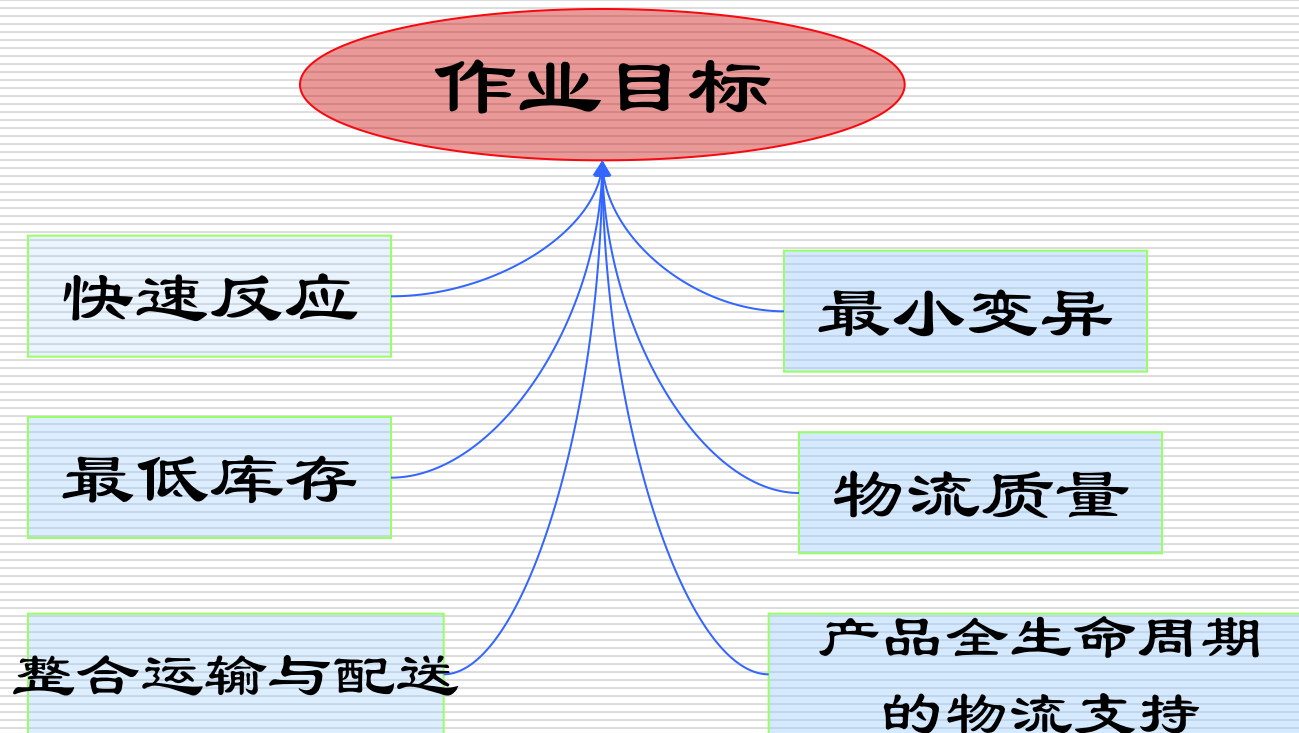 作业目标
快速反应
最小变异
最低库存
物流质量
整合运输与配送
产品全生命周期
的物流支持